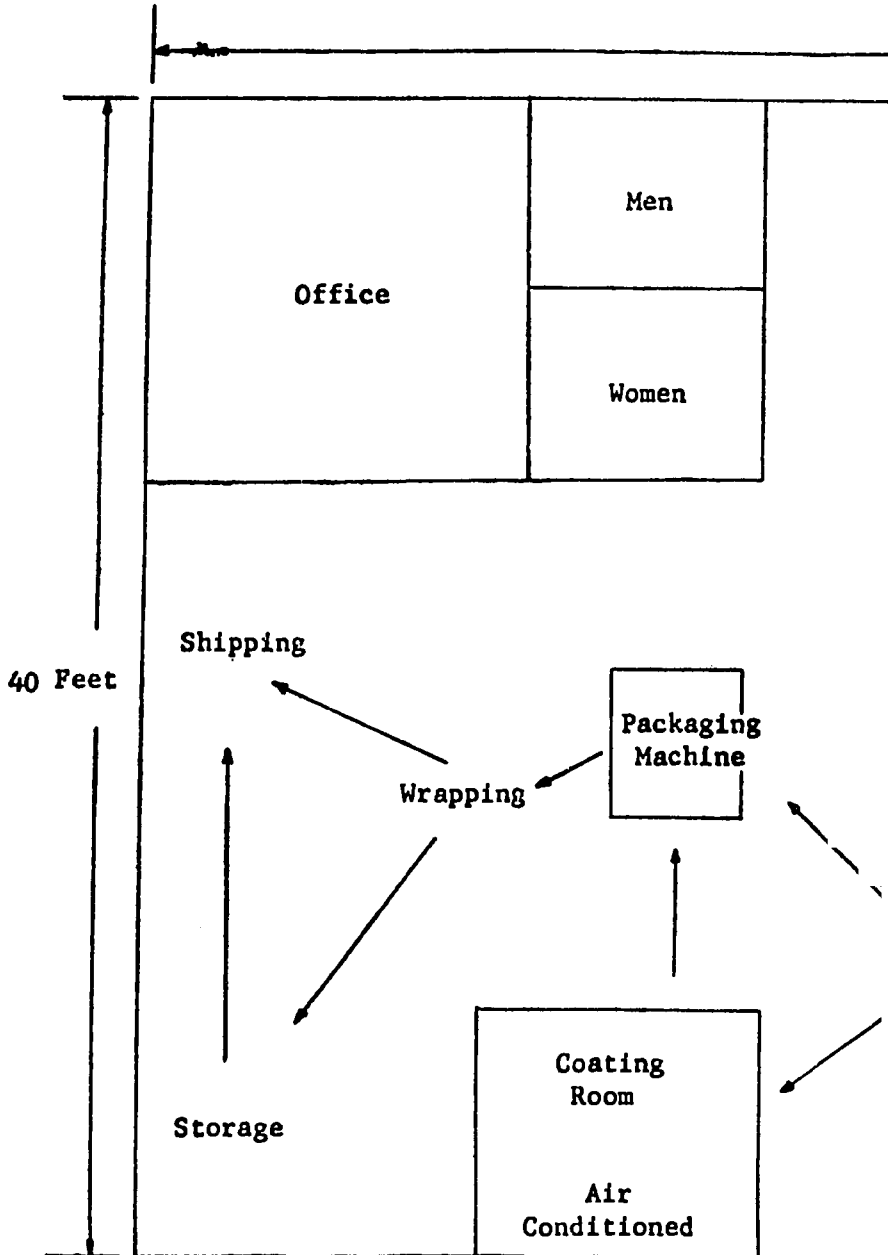 Men
Office
Women
Shipping
40 Feet
Packaging
Machine
Wrapping
Coating
Room
Storage
Air
Conditioned